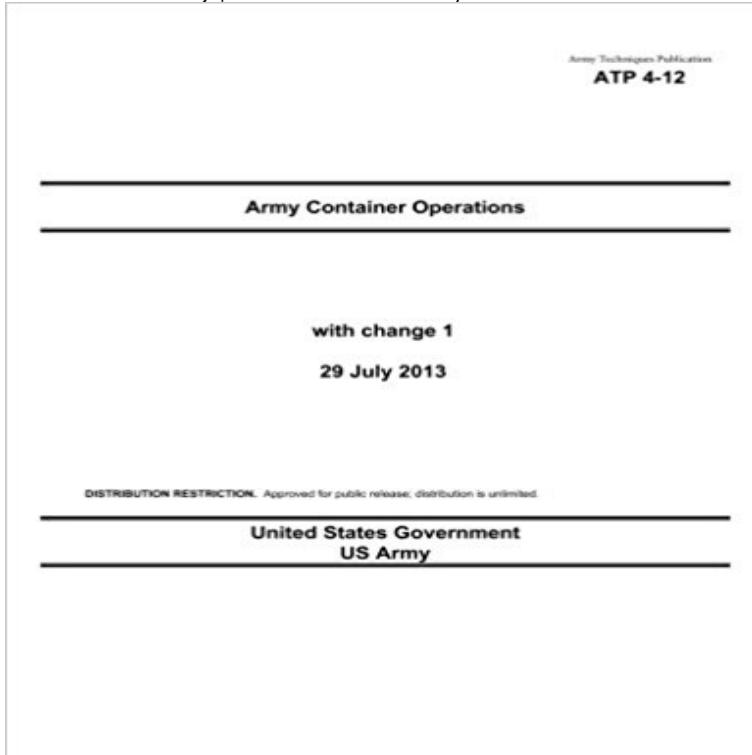 Army Techniques Publication
ATP 4-12
Army Container Operations
with change 1
29 July 2013
DISTRIBUTION RESTRICTION. Approved for public release; distribution is unlimited.
United States Government
US Army